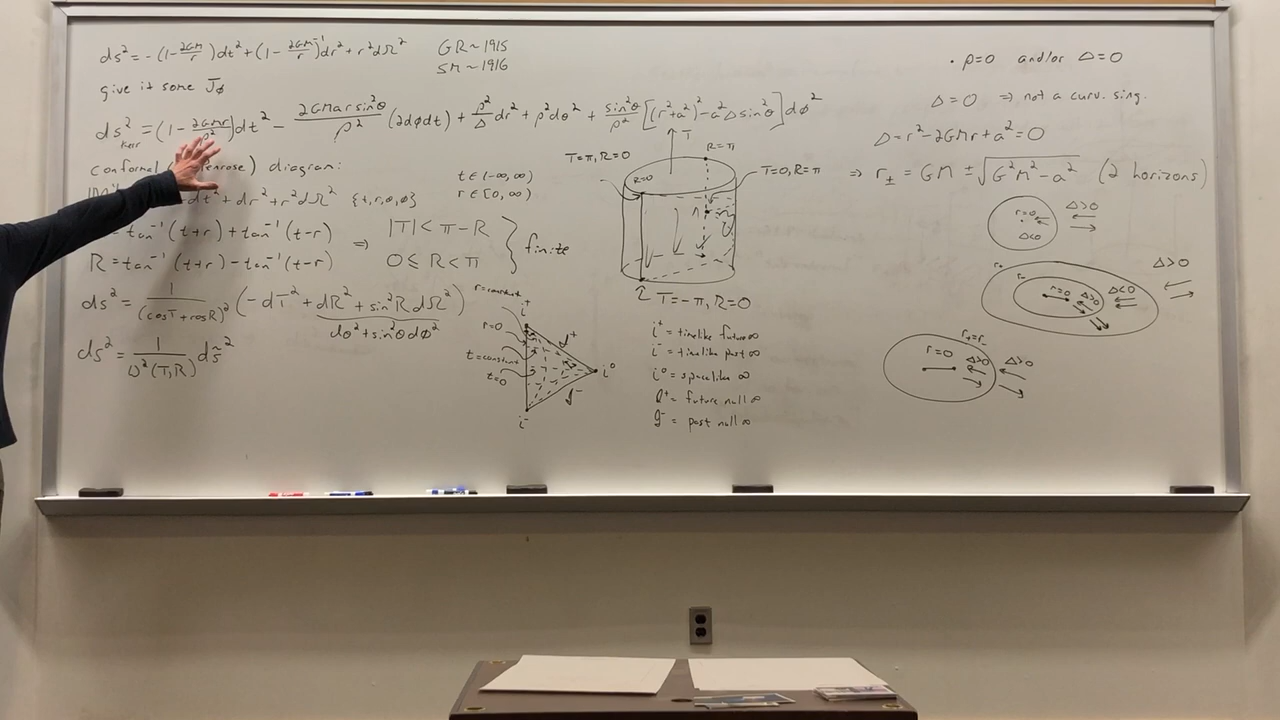 ds² = -(1-2GM/r)dt² + (1-2GM/r)⁻¹dr² + r²dΩ²
GR ~ 1915
SM ~ 1916
give it some J_φ
ds²_kerr = (1-2GMr/ρ²)dt² - 2GMar sin²θ/ρ² (2dφdt) + ρ²/Δ dr² + ρ²dθ² + sin²θ/ρ² [(r²+a²)²-a²Δsin²θ]dφ²
conformal (enrose) diagram:
t∈(-∞,∞)
r∈[0,∞)
dt² + dr² + r²dΩ² {t,r,θ,φ}
tan⁻¹(t+r) + tan⁻¹(t-r)
R = tan⁻¹(t+r) - tan⁻¹(t-r)
⇒ |T| < π-R
0 ≤ R < π
finite
ds² = 1/(cosT+cosR)² (-dT² + dR² + sin²R dΩ²)
dθ² + sin²θdφ²
ds² = 1/ω²(T,R) ds̃²
r=constant
r=0
t=constant
t=0
i⁺
i⁰
i⁻
𝓘⁺
𝓘⁻
T
R=π
T=π, R=0
R=0
T=0, R=π
T=-π, R=0
i⁺ = timelike future ∞
i⁻ = timelike past ∞
i⁰ = spacelike ∞
𝓘⁺ = future null ∞
𝓘⁻ = past null ∞
· ρ=0 and/or Δ=0
Δ=0 ⇒ not a curv. sing.
Δ = r²-2GMr+a² = 0
⇒ r± = GM ± √G²M²-a² (2 horizons)
r=0
Δ<0
Δ>0
r₊
r₋
r=0
Δ>0
Δ<0
Δ>0
r₊=r₋
r=0
Δ>0
Δ>0